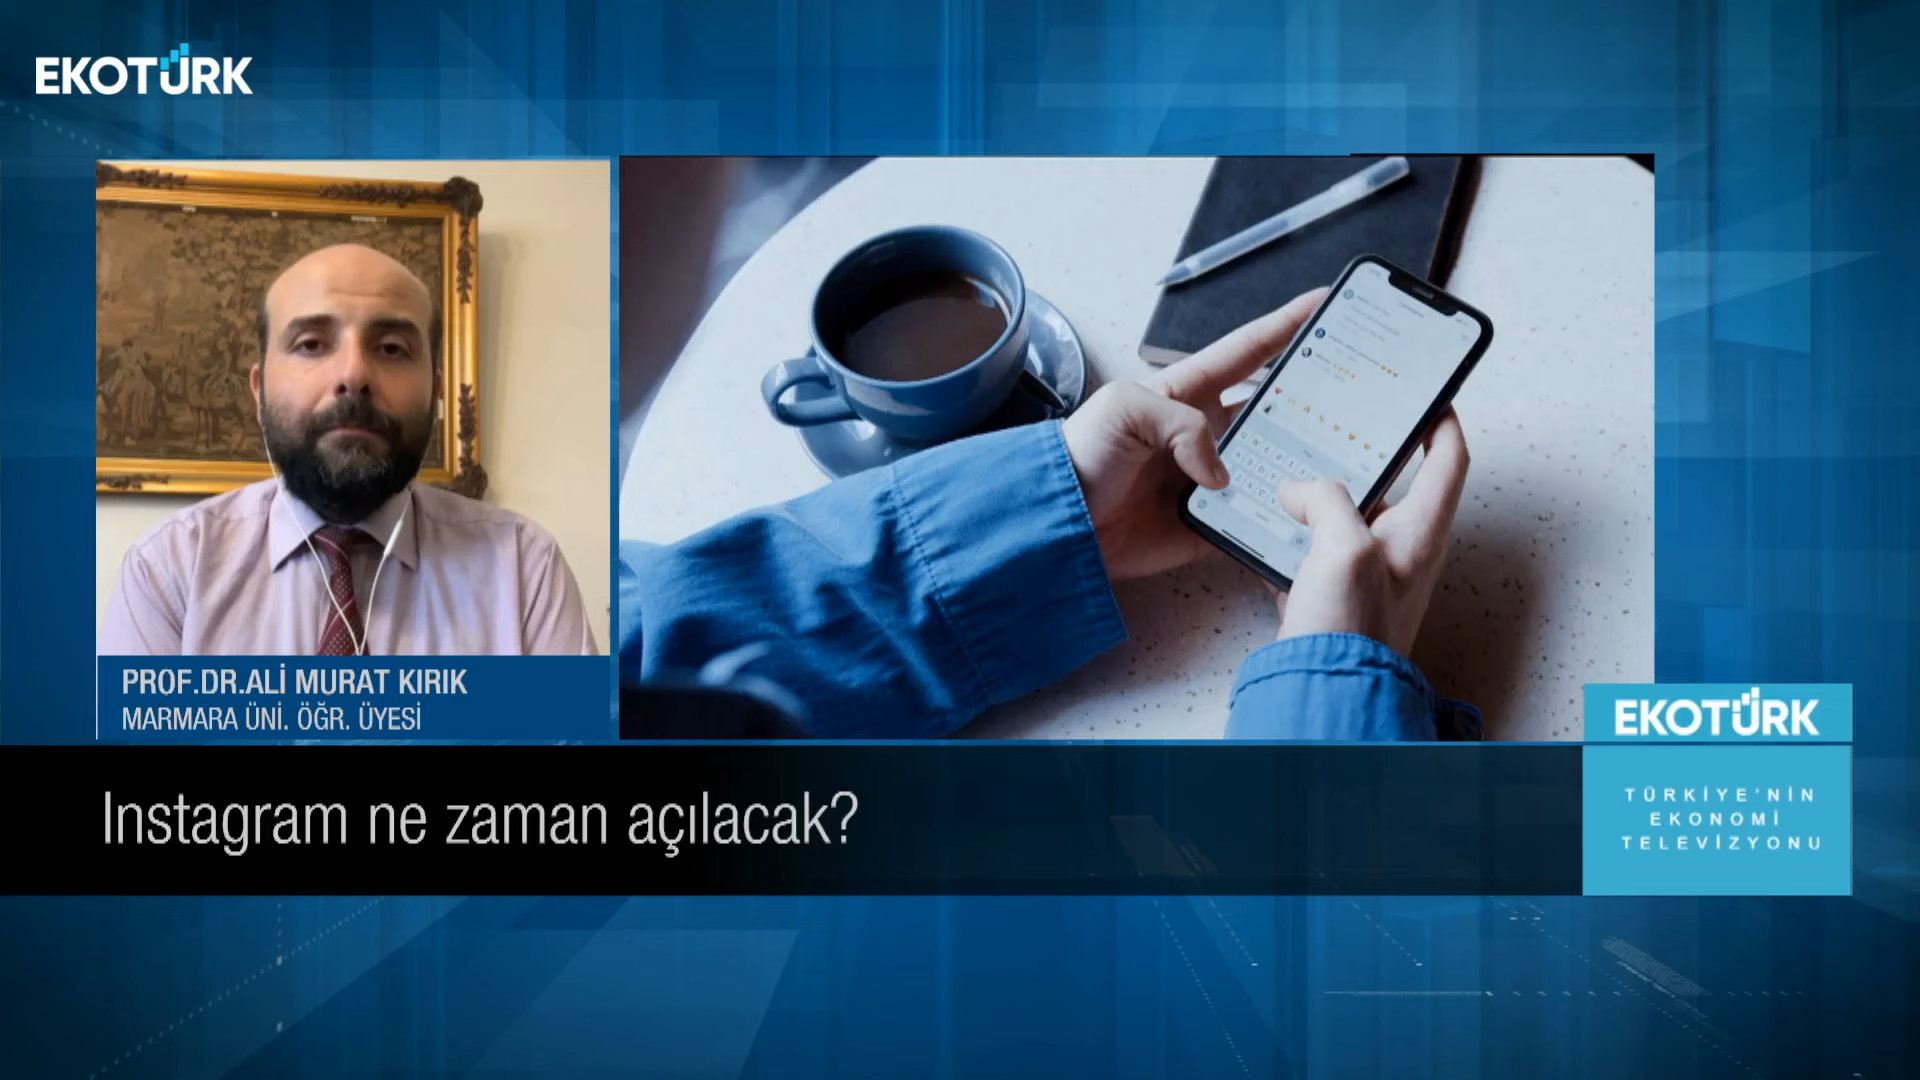 EKOTÜRK
PROF.DR.ALİ MURAT KIRIK
MARMARA ÜNİ. ÖĞR. ÜYESİ
EKOTÜRK
Instagram ne zaman açılacak?
TÜRKİYE'NİN
EKONOMİ
TELEVİZYONU